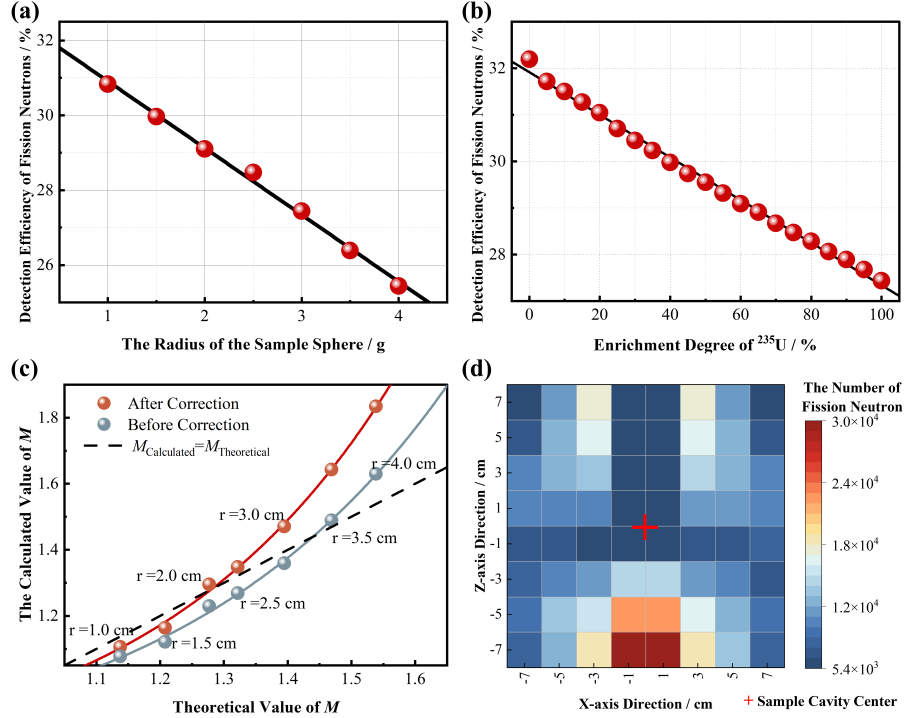 (a)
Detection Efficiency of Fission Neutrons / %
32
30
28
26
1
2
3
4
The Radius of the Sample Sphere / g
(b)
Detection Efficiency of Fission Neutrons / %
32
30
28
0
20
40
60
80
100
Enrichment Degree of ²³⁵U / %
(c)
The Calculated Value of M
1.8
1.6
1.4
1.2
After Correction
Before Correction
M_Calculated=M_Theoretical
r =4.0 cm
r =3.0 cm
r =3.5 cm
r =2.0 cm
r =2.5 cm
r =1.0 cm
r =1.5 cm
1.1
1.2
1.3
1.4
1.5
1.6
Theoretical Value of M
(d)
Z-axis Direction / cm
7
5
3
1
-1
-3
-5
-7
-7
-5
-3
-1
1
3
5
7
X-axis Direction / cm
The Number of
Fission Neutron
3.0×10⁴
2.4×10⁴
1.8×10⁴
1.2×10⁴
5.4×10³
+ Sample Cavity Center